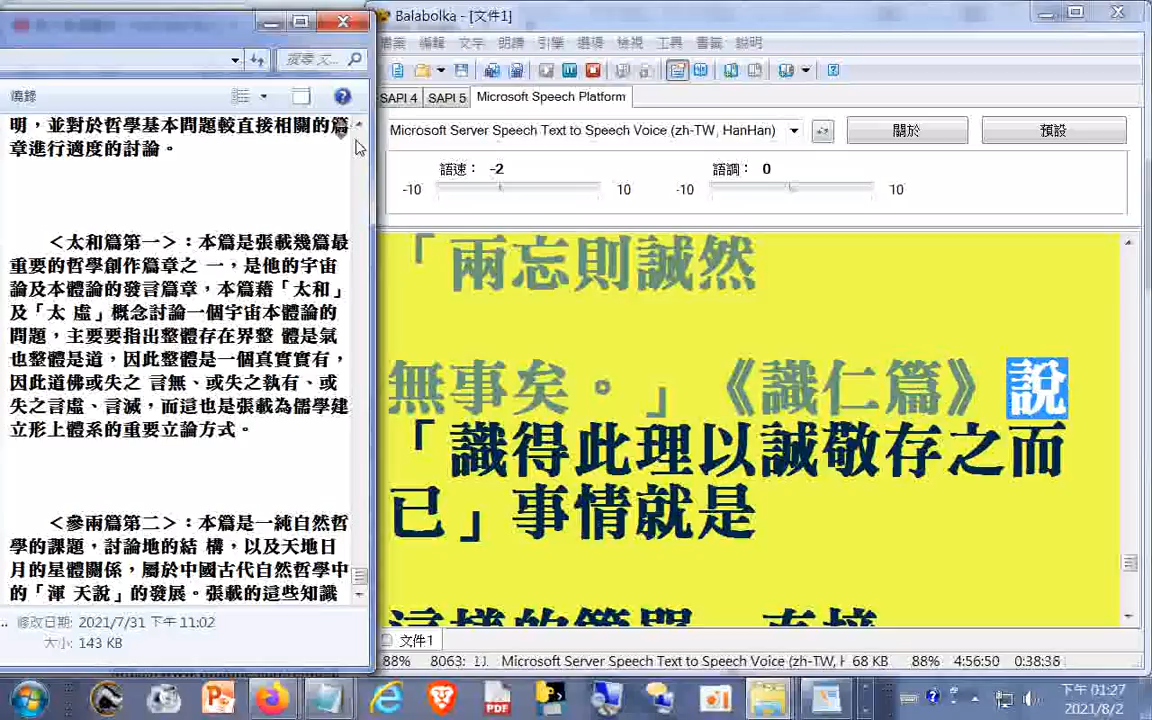 Balabolka - [文件1]
檔案 編輯 文字 朗讀 引擎 選項 檢視 工具 書籤 說明
SAPI 4 SAPI 5 Microsoft Speech Platform
Microsoft Server Speech Text to Speech Voice (zh-TW, HanHan) 關於 預設
語速： -2 語調： 0
-10 10 -10 10
「兩忘則誠然
無事矣。」《識仁篇》說
「識得此理以誠敬存之而
已」事情就是
這樣的簡單、直接
文件1
88% 8063: 11 Microsoft Server Speech Text to Speech Voice (zh-TW, H 68 KB 88% 4:56:50 0:38:38
搜尋 文...
燒錄
明，並對於哲學基本問題較直接相關的篇
章進行適度的討論。
＜太和篇第一＞：本篇是張載幾篇最
重要的哲學創作篇章之 一，是他的宇宙
論及本體論的發言篇章，本篇藉「太和」
及「太 虛」概念討論一個宇宙本體論的
問題，主要要指出整體存在界整 體是氣
也整體是道，因此整體是一個真實實有，
因此道佛或失之 言無、或失之執有、或
失之言虛、言滅，而這也是張載為儒學建
立形上體系的重要立論方式。
＜參兩篇第二＞：本篇是一純自然哲
學的課題，討論地的結 構，以及天地日
月的星體關係，屬於中國古代自然哲學中
的「渾 天說」的發展。張載的這些知識
修改日期: 2021/7/31 下午 11:02
大小: 143 KB
下午 01:27
2021/8/2